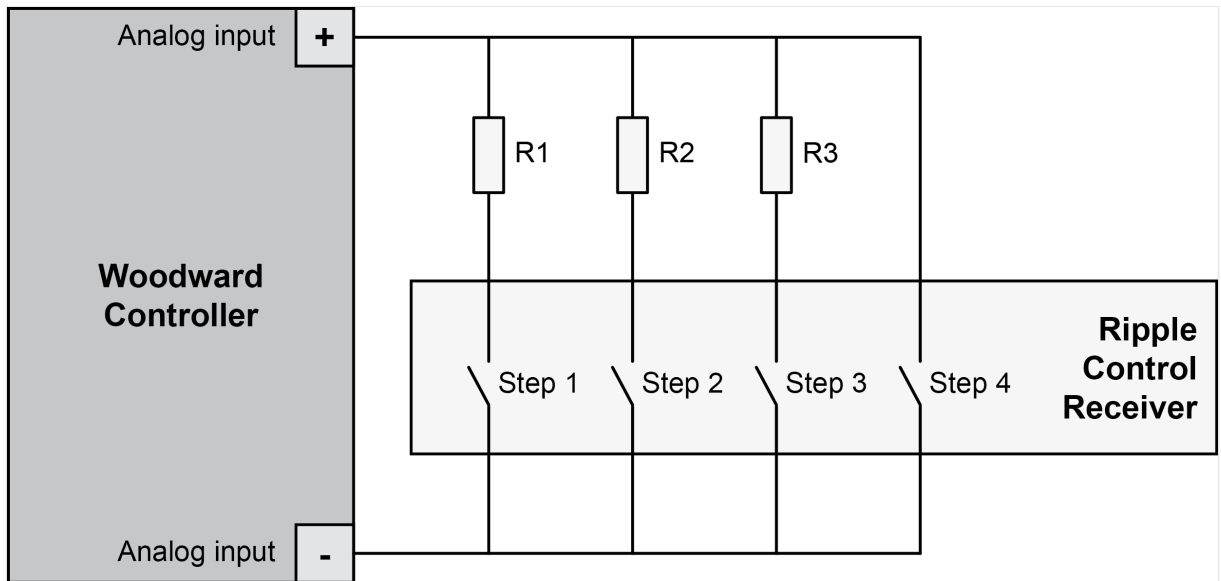 Analog input +
R1 R2 R3
Woodward
Controller
Ripple
Control
Receiver
Step 1 Step 2 Step 3 Step 4
Analog input -